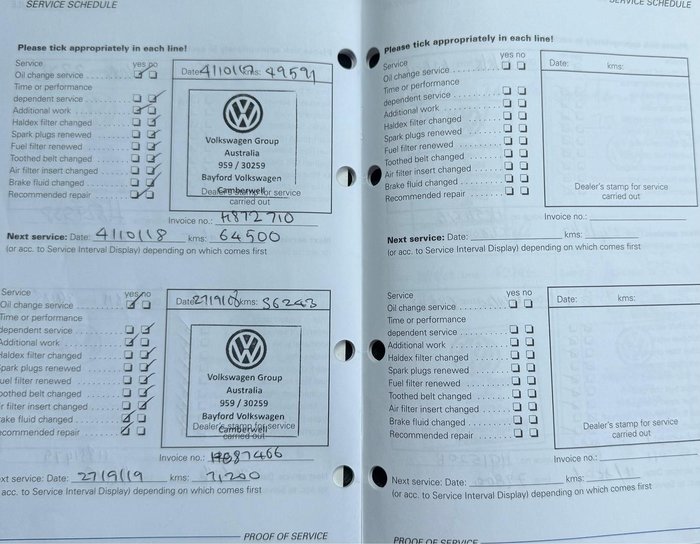 SERVICE SCHEDULE
Please tick appropriately in each line!
Service yes no
Oil change service
Time or performance
dependent service
Additional work
Haldex filter changed
Spark plugs renewed
Fuel filter renewed
Toothed belt changed
Air filter insert changed
Brake fluid changed
Recommended repair
Date: 4/10/17 kms: 49591
Volkswagen Group
Australia
959 / 30259
Bayford Volkswagen
Camberwell
Dealer's stamp for service
carried out
Invoice no.: H872710
Next service: Date: 4/10/18 kms: 64500
(or acc. to Service Interval Display) depending on which comes first
Service yes no
Oil change service
Time or performance
dependent service
Additional work
Haldex filter changed
Spark plugs renewed
uel filter renewed
oothed belt changed
r filter insert changed
ake fluid changed
ecommended repair
Date: 27/9/18 kms: 56243
Volkswagen Group
Australia
959 / 30259
Bayford Volkswagen
Camberwell
Dealer's stamp for service
carried out
Invoice no.: H887466
xt service: Date: 27/9/19 kms: 71200
acc. to Service Interval Display) depending on which comes first
PROOF OF SERVICE
SERVICE SCHEDULE
Please tick appropriately in each line!
Service yes no
Oil change service
Time or performance
dependent service
Additional work
Haldex filter changed
Spark plugs renewed
Fuel filter renewed
Toothed belt changed
Air filter insert changed
Brake fluid changed
Recommended repair
Date: kms:
Dealer's stamp for service
carried out
Invoice no.:
Next service: Date: kms:
(or acc. to Service Interval Display) depending on which comes first
Service yes no
Oil change service
Time or performance
dependent service
Additional work
Haldex filter changed
Spark plugs renewed
Fuel filter renewed
Toothed belt changed
Air filter insert changed
Brake fluid changed
Recommended repair
Date: kms:
Dealer's stamp for service
carried out
Invoice no.:
Next service: Date: kms:
(or acc. to Service Interval Display) depending on which comes first
PROOF OF SERVICE